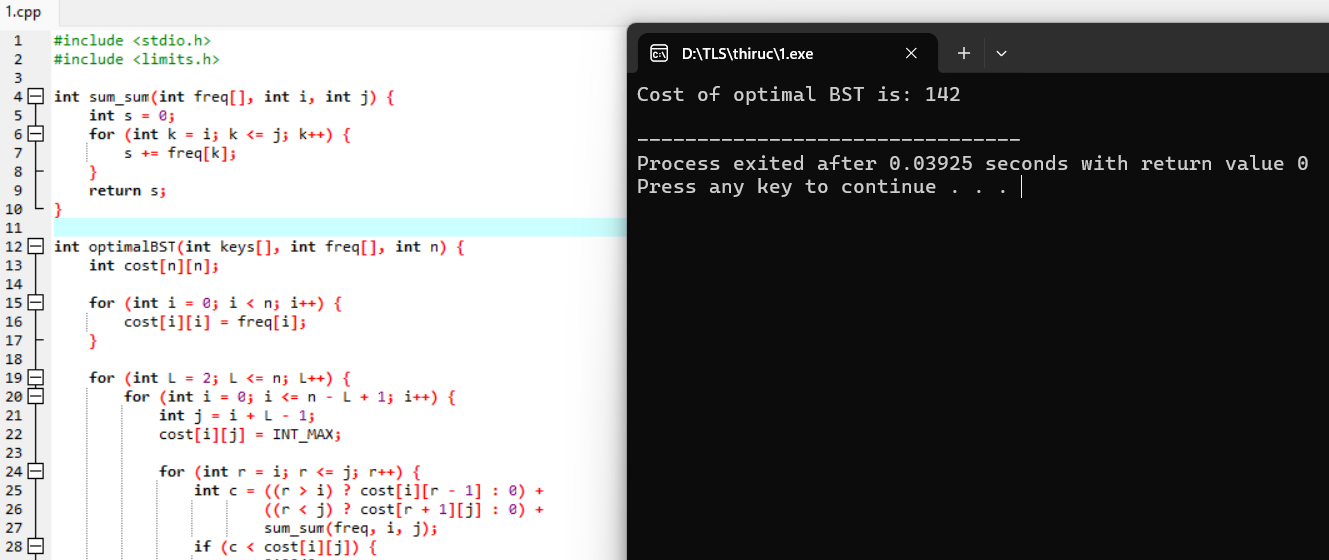 1.cpp
1 #include <stdio.h>
2 #include <limits.h>
3
4 int sum_sum(int freq[], int i, int j) {
5 int s = 0;
6 for (int k = i; k <= j; k++) {
7 s += freq[k];
8 }
9 return s;
10 }
11
12 int optimalBST(int keys[], int freq[], int n) {
13 int cost[n][n];
14
15 for (int i = 0; i < n; i++) {
16 cost[i][i] = freq[i];
17 }
18
19 for (int L = 2; L <= n; L++) {
20 for (int i = 0; i <= n - L + 1; i++) {
21 int j = i + L - 1;
22 cost[i][j] = INT_MAX;
23
24 for (int r = i; r <= j; r++) {
25 int c = ((r > i) ? cost[i][r - 1] : 0) +
26 ((r < j) ? cost[r + 1][j] : 0) +
27 sum_sum(freq, i, j);
28 if (c < cost[i][j]) {
D:\TLS\thiruc\1.exe
Cost of optimal BST is: 142
--------------------------------
Process exited after 0.03925 seconds with return value 0
Press any key to continue . . .